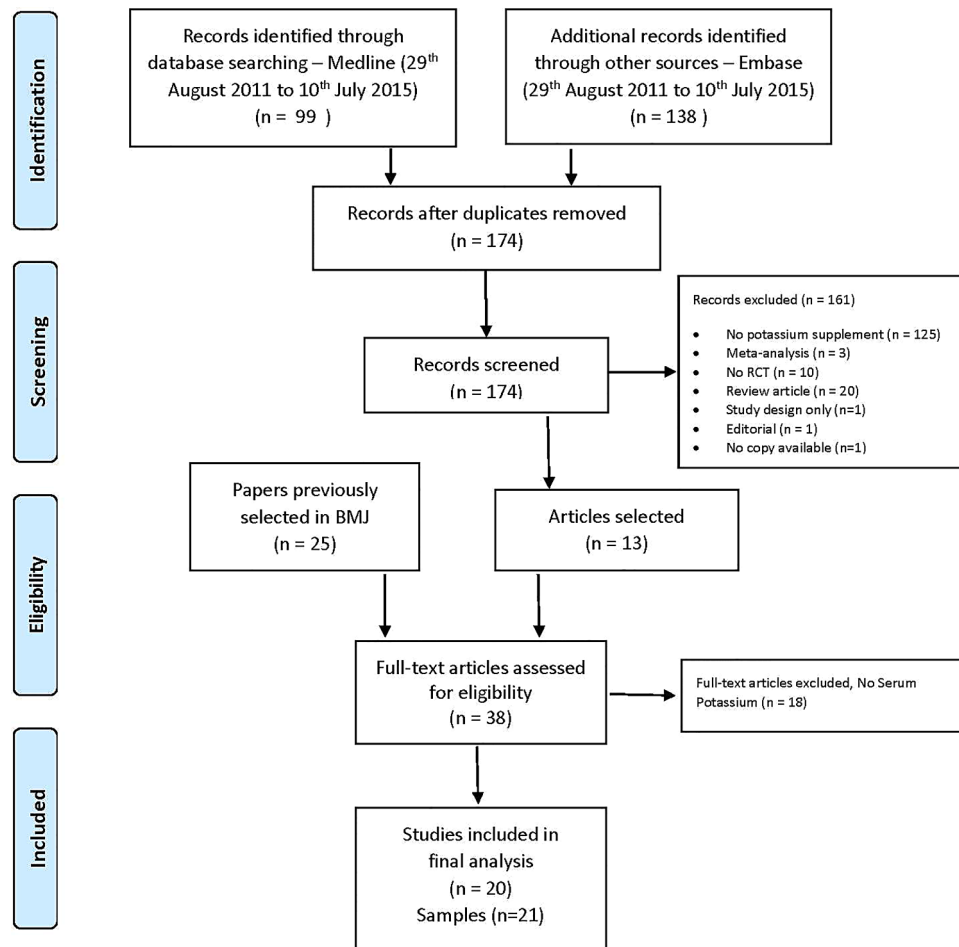 Identification
Records identified through
database searching – Medline (29th
August 2011 to 10th July 2015)
(n = 99 )
Additional records identified
through other sources – Embase
(29th August 2011 to 10th July 2015)
(n = 138 )
Records after duplicates removed
(n = 174)
Screening
Records screened
(n = 174)
Records excluded (n = 161)
• No potassium supplement (n = 125)
• Meta-analysis (n = 3)
• No RCT (n = 10)
• Review article (n = 20)
• Study design only (n=1)
• Editorial (n = 1)
• No copy available (n=1)
Eligibility
Papers previously
selected in BMJ
(n = 25)
Articles selected
(n = 13)
Full-text articles assessed
for eligibility
(n = 38)
Full-text articles excluded, No Serum
Potassium (n = 18)
Included
Studies included in
final analysis
(n = 20)
Samples (n=21)